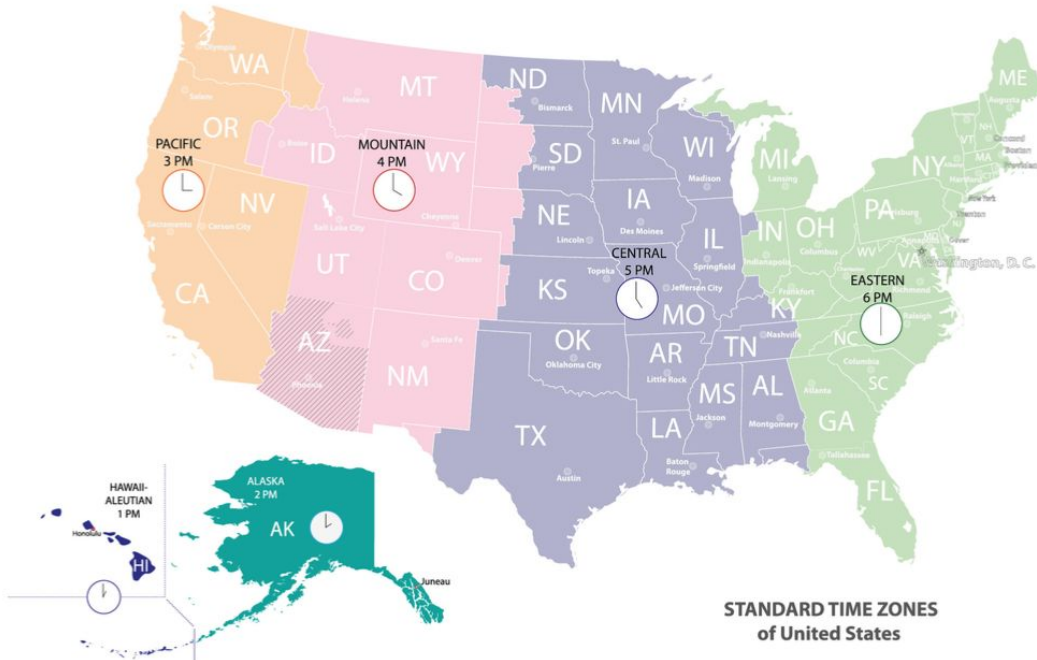 Olympia
WA
Salem
OR
PACIFIC
3 PM
NV
Sacramento
Carson City
CA
MT
Helena
Boise
ID
MOUNTAIN
4 PM
WY
Cheyenne
Salt Lake City
UT
Denver
CO
AZ
Phoenix
Santa Fe
NM
ND
Bismarck
MN
St. Paul
SD
Pierre
WI
Madison
NE
Lincoln
IA
Des Moines
CENTRAL
5 PM
IL
Springfield
Topeka
KS
Jefferson City
MO
OK
Oklahoma City
AR
Little Rock
TN
Nashville
MS
Jackson
AL
Montgomery
TX
Austin
LA
Baton
Rouge
MI
Lansing
IN
Indianapolis
OH
Columbus
KY
Frankfort
WV
ME
Augusta
VT
NH
Concord
Boston
MA
NY
PA
VA
Richmond
EASTERN
6 PM
Raleigh
NC
Columbia
SC
Atlanta
GA
Tallahassee
FL
HAWAII-
ALEUTIAN
1 PM
Honolulu
HI
ALASKA
2 PM
AK
Juneau
STANDARD TIME ZONES
of United States